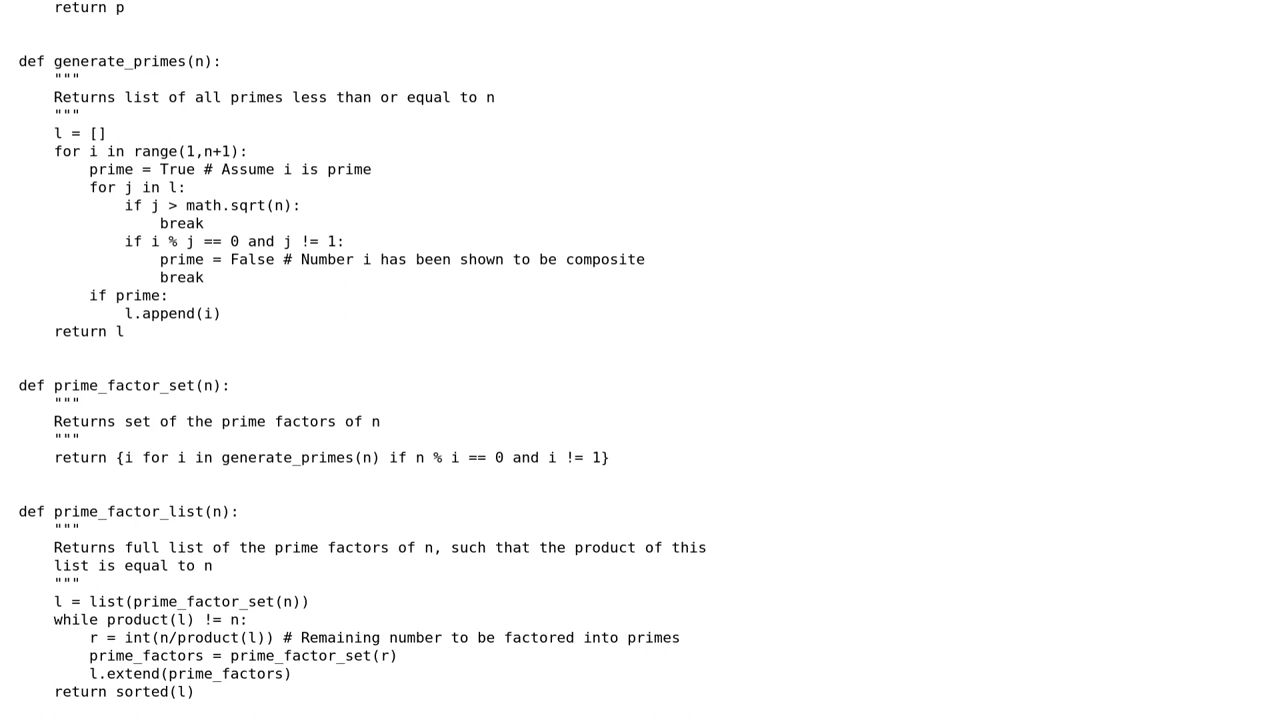 return p


def generate_primes(n):
    """
    Returns list of all primes less than or equal to n
    """
    l = []
    for i in range(1,n+1):
        prime = True # Assume i is prime
        for j in l:
            if j > math.sqrt(n):
                break
            if i % j == 0 and j != 1:
                prime = False # Number i has been shown to be composite
                break
        if prime:
            l.append(i)
    return l


def prime_factor_set(n):
    """
    Returns set of the prime factors of n
    """
    return {i for i in generate_primes(n) if n % i == 0 and i != 1}


def prime_factor_list(n):
    """
    Returns full list of the prime factors of n, such that the product of this
    list is equal to n
    """
    l = list(prime_factor_set(n))
    while product(l) != n:
        r = int(n/product(l)) # Remaining number to be factored into primes
        prime_factors = prime_factor_set(r)
        l.extend(prime_factors)
    return sorted(l)